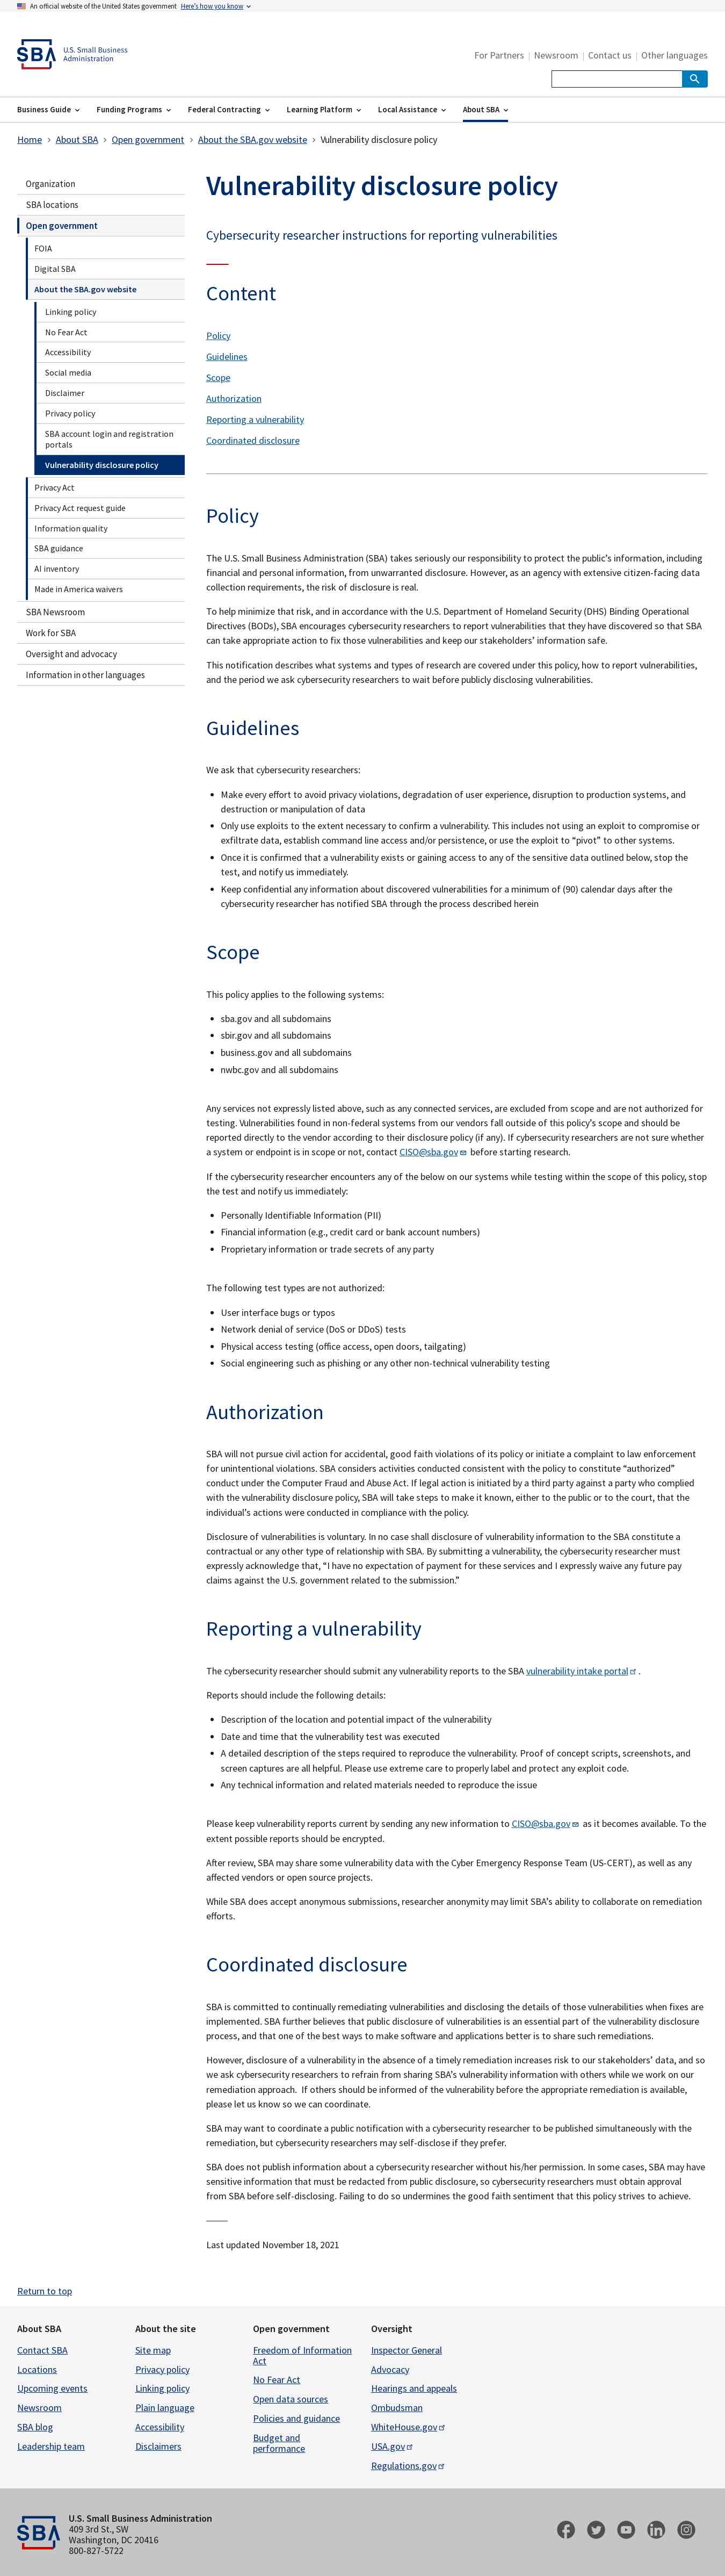 An official website of the United States government Here's how you know
SBA U.S. Small Business
Administration
For Partners | Newsroom | Contact us | Other languages
Business Guide Funding Programs Federal Contracting Learning Platform Local Assistance About SBA
Home > About SBA > Open government > About the SBA.gov website > Vulnerability disclosure policy
Organization
SBA locations
Open government
FOIA
Digital SBA
About the SBA.gov website
Linking policy
No Fear Act
Accessibility
Social media
Disclaimer
Privacy policy
SBA account login and registration
portals
Vulnerability disclosure policy
Privacy Act
Privacy Act request guide
Information quality
SBA guidance
AI inventory
Made in America waivers
SBA Newsroom
Work for SBA
Oversight and advocacy
Information in other languages
Vulnerability disclosure policy
Cybersecurity researcher instructions for reporting vulnerabilities
Content
Policy
Guidelines
Scope
Authorization
Reporting a vulnerability
Coordinated disclosure
Policy
The U.S. Small Business Administration (SBA) takes seriously our responsibility to protect the public's information, including
financial and personal information, from unwarranted disclosure. However, as an agency with extensive citizen-facing data
collection requirements, the risk of disclosure is real.
To help minimize that risk, and in accordance with the U.S. Department of Homeland Security (DHS) Binding Operational
Directives (BODs), SBA encourages cybersecurity researchers to report vulnerabilities that they have discovered so that SBA
can take appropriate action to fix those vulnerabilities and keep our stakeholders' information safe.
This notification describes what systems and types of research are covered under this policy, how to report vulnerabilities,
and the period we ask cybersecurity researchers to wait before publicly disclosing vulnerabilities.
Guidelines
We ask that cybersecurity researchers:
• Make every effort to avoid privacy violations, degradation of user experience, disruption to production systems, and
destruction or manipulation of data
• Only use exploits to the extent necessary to confirm a vulnerability. This includes not using an exploit to compromise or
exfiltrate data, establish command line access and/or persistence, or use the exploit to “pivot” to other systems.
• Once it is confirmed that a vulnerability exists or gaining access to any of the sensitive data outlined below, stop the
test, and notify us immediately.
• Keep confidential any information about discovered vulnerabilities for a minimum of (90) calendar days after the
cybersecurity researcher has notified SBA through the process described herein
Scope
This policy applies to the following systems:
• sba.gov and all subdomains
• sbir.gov and all subdomains
• business.gov and all subdomains
• nwbc.gov and all subdomains
Any services not expressly listed above, such as any connected services, are excluded from scope and are not authorized for
testing. Vulnerabilities found in non-federal systems from our vendors fall outside of this policy's scope and should be
reported directly to the vendor according to their disclosure policy (if any). If cybersecurity researchers are not sure whether
a system or endpoint is in scope or not, contact CISO@sba.gov before starting research.
If the cybersecurity researcher encounters any of the below on our systems while testing within the scope of this policy, stop
the test and notify us immediately:
• Personally Identifiable Information (PII)
• Financial information (e.g., credit card or bank account numbers)
• Proprietary information or trade secrets of any party
The following test types are not authorized:
• User interface bugs or typos
• Network denial of service (DoS or DDoS) tests
• Physical access testing (office access, open doors, tailgating)
• Social engineering such as phishing or any other non-technical vulnerability testing
Authorization
SBA will not pursue civil action for accidental, good faith violations of its policy or initiate a complaint to law enforcement
for unintentional violations. SBA considers activities conducted consistent with the policy to constitute “authorized”
conduct under the Computer Fraud and Abuse Act. If legal action is initiated by a third party against a party who complied
with the vulnerability disclosure policy, SBA will take steps to make it known, either to the public or to the court, that the
individual's actions were conducted in compliance with the policy.
Disclosure of vulnerabilities is voluntary. In no case shall disclosure of vulnerability information to the SBA constitute a
contractual or any other type of relationship with SBA. By submitting a vulnerability, the cybersecurity researcher must
expressly acknowledge that, “I have no expectation of payment for these services and I expressly waive any future pay
claims against the U.S. government related to the submission.”
Reporting a vulnerability
The cybersecurity researcher should submit any vulnerability reports to the SBA vulnerability intake portal .
Reports should include the following details:
• Description of the location and potential impact of the vulnerability
• Date and time that the vulnerability test was executed
• A detailed description of the steps required to reproduce the vulnerability. Proof of concept scripts, screenshots, and
screen captures are all helpful. Please use extreme care to properly label and protect any exploit code.
• Any technical information and related materials needed to reproduce the issue
Please keep vulnerability reports current by sending any new information to CISO@sba.gov as it becomes available. To the
extent possible reports should be encrypted.
After review, SBA may share some vulnerability data with the Cyber Emergency Response Team (US-CERT), as well as any
affected vendors or open source projects.
While SBA does accept anonymous submissions, researcher anonymity may limit SBA's ability to collaborate on remediation
efforts.
Coordinated disclosure
SBA is committed to continually remediating vulnerabilities and disclosing the details of those vulnerabilities when fixes are
implemented. SBA further believes that public disclosure of vulnerabilities is an essential part of the vulnerability disclosure
process, and that one of the best ways to make software and applications better is to share such remediations.
However, disclosure of a vulnerability in the absence of a timely remediation increases risk to our stakeholders' data, and so
we ask cybersecurity researchers to refrain from sharing SBA's vulnerability information with others while we work on our
remediation approach. If others should be informed of the vulnerability before the appropriate remediation is available,
please let us know so we can coordinate.
SBA may want to coordinate a public notification with a cybersecurity researcher to be published simultaneously with the
remediation, but cybersecurity researchers may self-disclose if they prefer.
SBA does not publish information about a cybersecurity researcher without his/her permission. In some cases, SBA may have
sensitive information that must be redacted from public disclosure, so cybersecurity researchers must obtain approval
from SBA before self-disclosing. Failing to do so undermines the good faith sentiment that this policy strives to achieve.
Last updated November 18, 2021
Return to top
About SBA
Contact SBA
Locations
Upcoming events
Newsroom
SBA blog
Leadership team
About the site
Site map
Privacy policy
Linking policy
Plain language
Accessibility
Disclaimers
Open government
Freedom of Information
Act
No Fear Act
Open data sources
Policies and guidance
Budget and
performance
Oversight
Inspector General
Advocacy
Hearings and appeals
Ombudsman
WhiteHouse.gov
USA.gov
Regulations.gov
SBA
U.S. Small Business Administration
409 3rd St., SW
Washington, DC 20416
800-827-5722